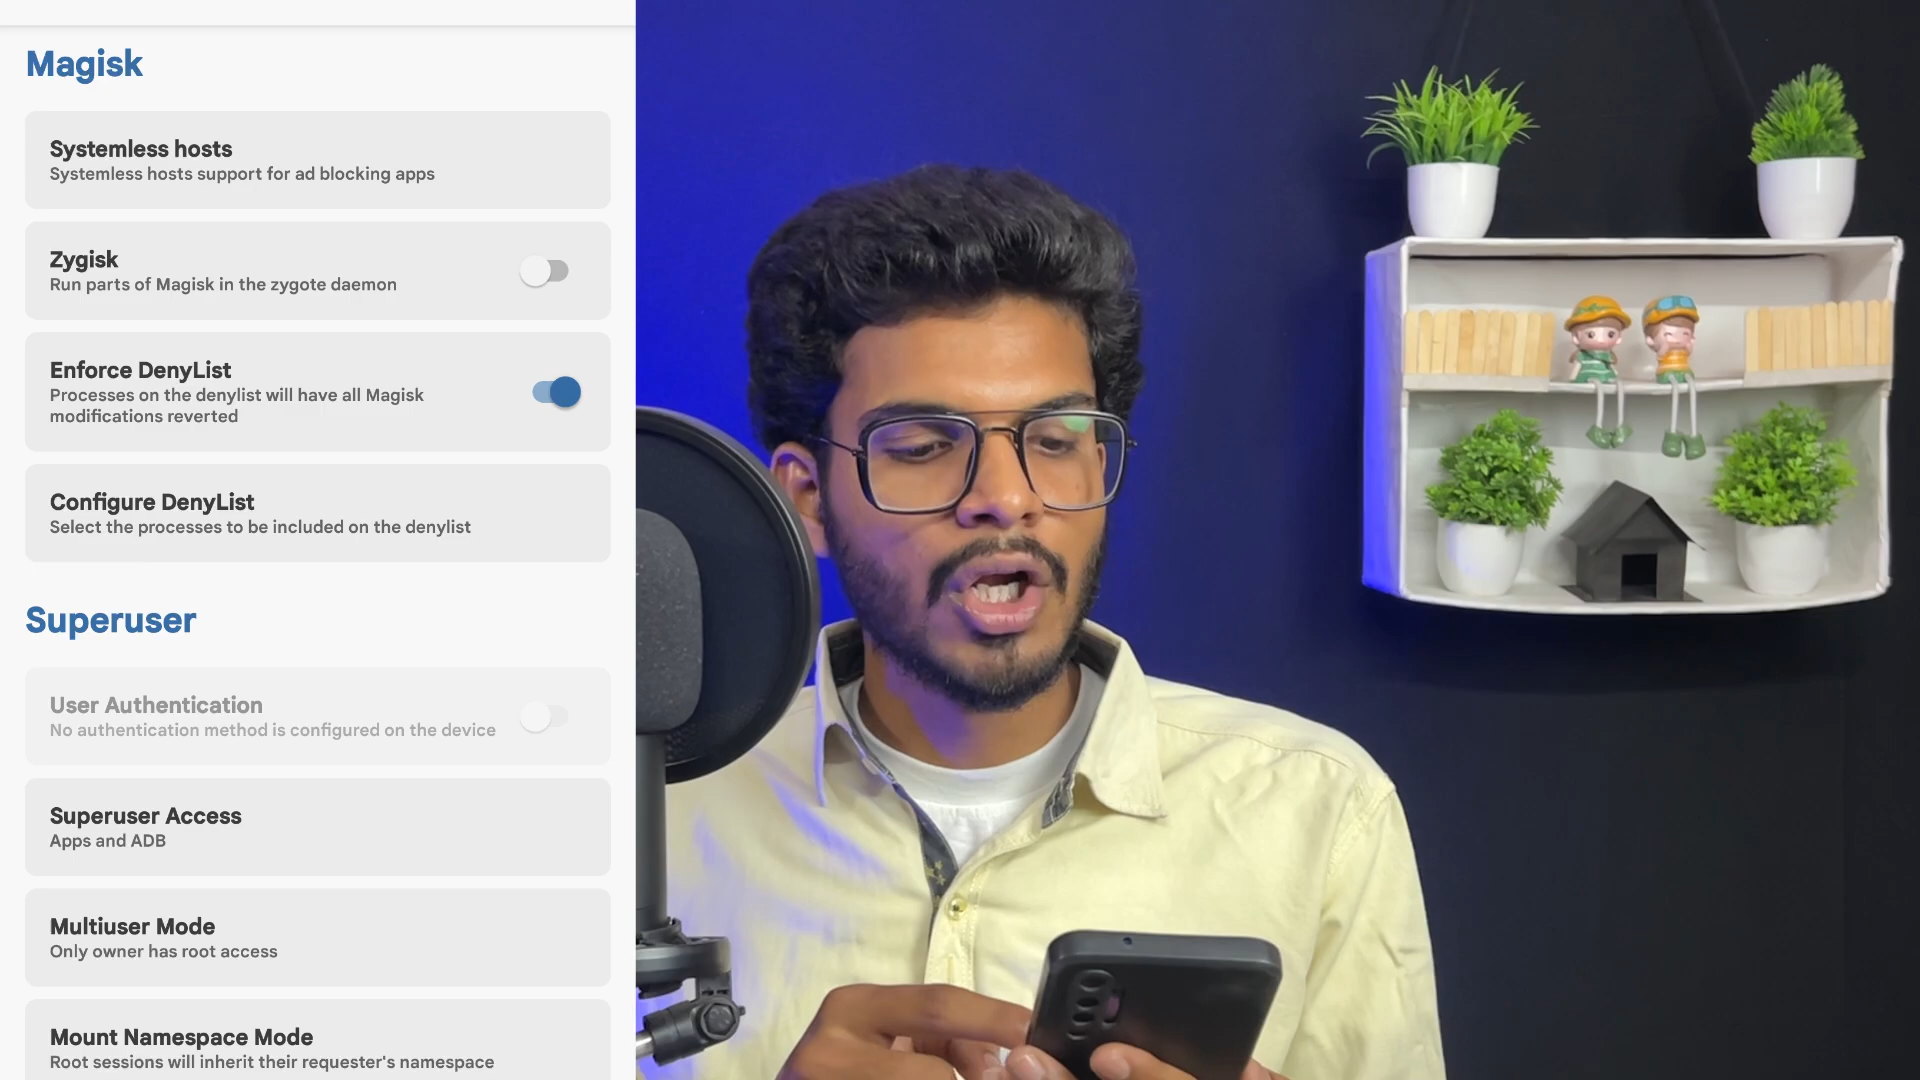 Magisk
Systemless hosts
Systemless hosts support for ad blocking apps
Zygisk
Run parts of Magisk in the zygote daemon
Enforce DenyList
Processes on the denylist will have all Magisk
modifications reverted
Configure DenyList
Select the processes to be included on the denylist
Superuser
User Authentication
No authentication method is configured on the device
Superuser Access
Apps and ADB
Multiuser Mode
Only owner has root access
Mount Namespace Mode
Root sessions will inherit their requester's namespace